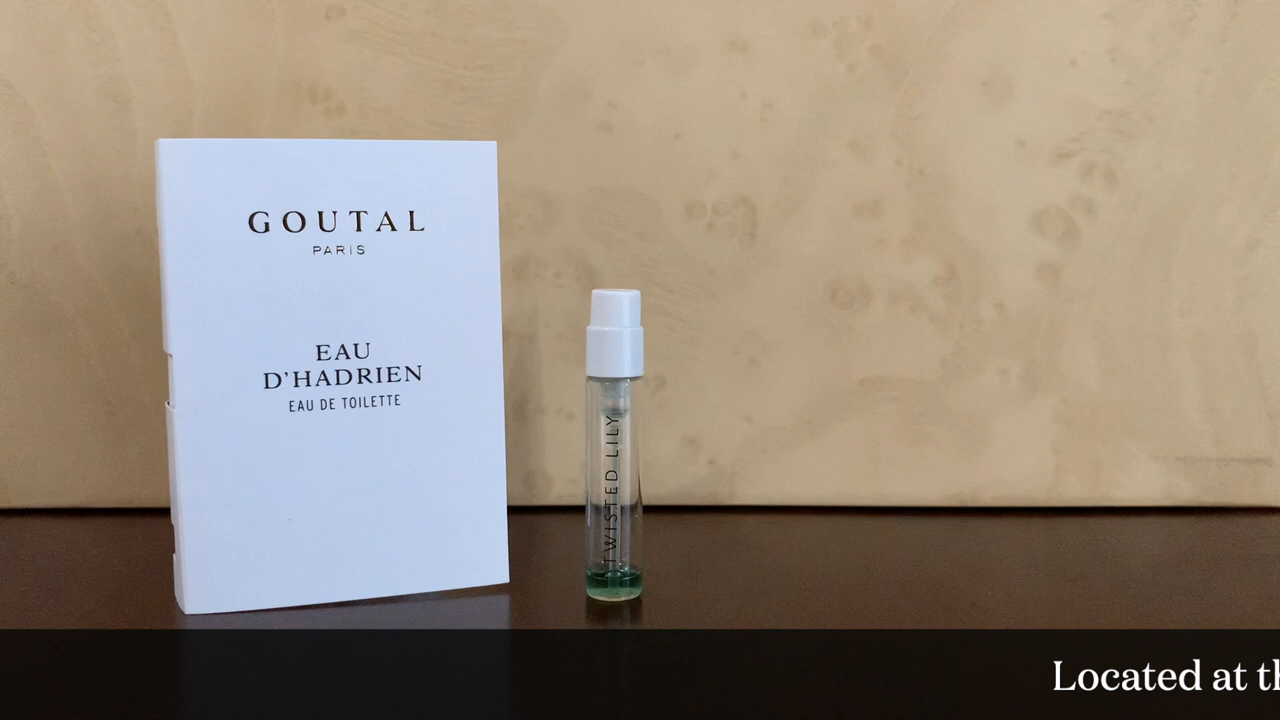 GOUTAL
PARIS
EAU
D'HADRIEN
EAU DE TOILETTE
TWISTED LILY
Located at th